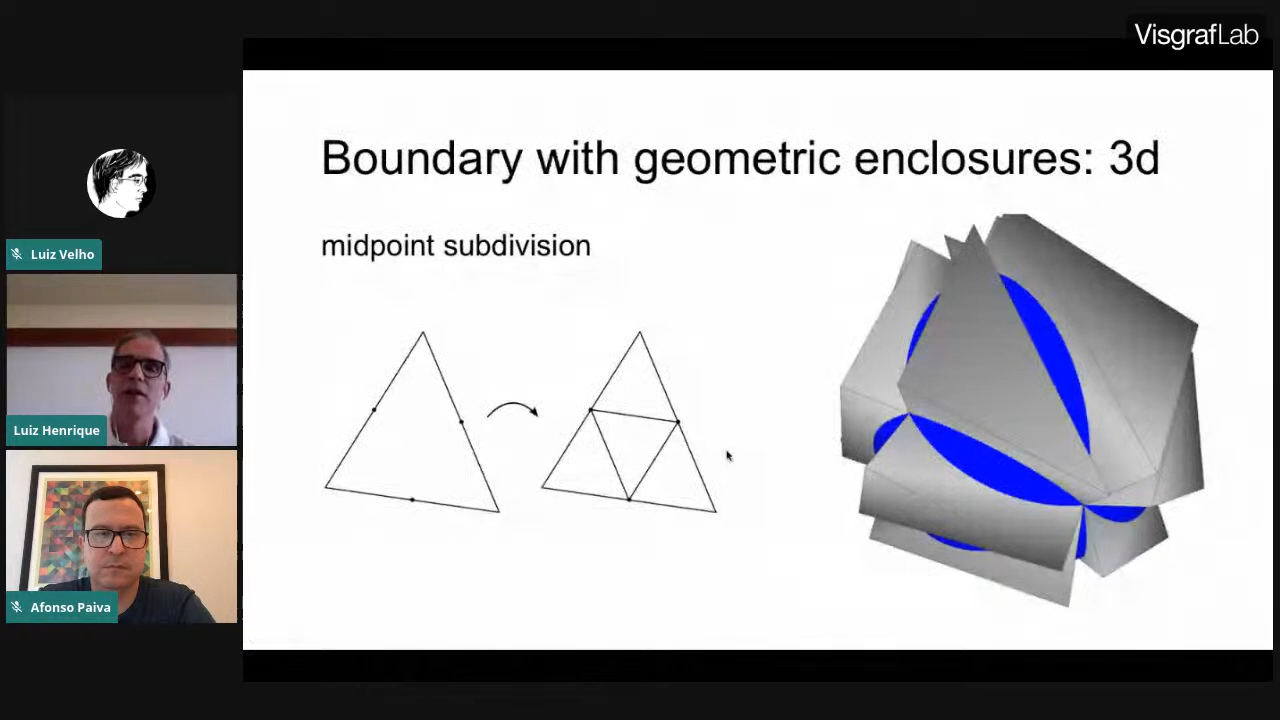 VisgrafLab
Boundary with geometric enclosures: 3d
midpoint subdivision
Luiz Velho
Luiz Henrique
Afonso Paiva